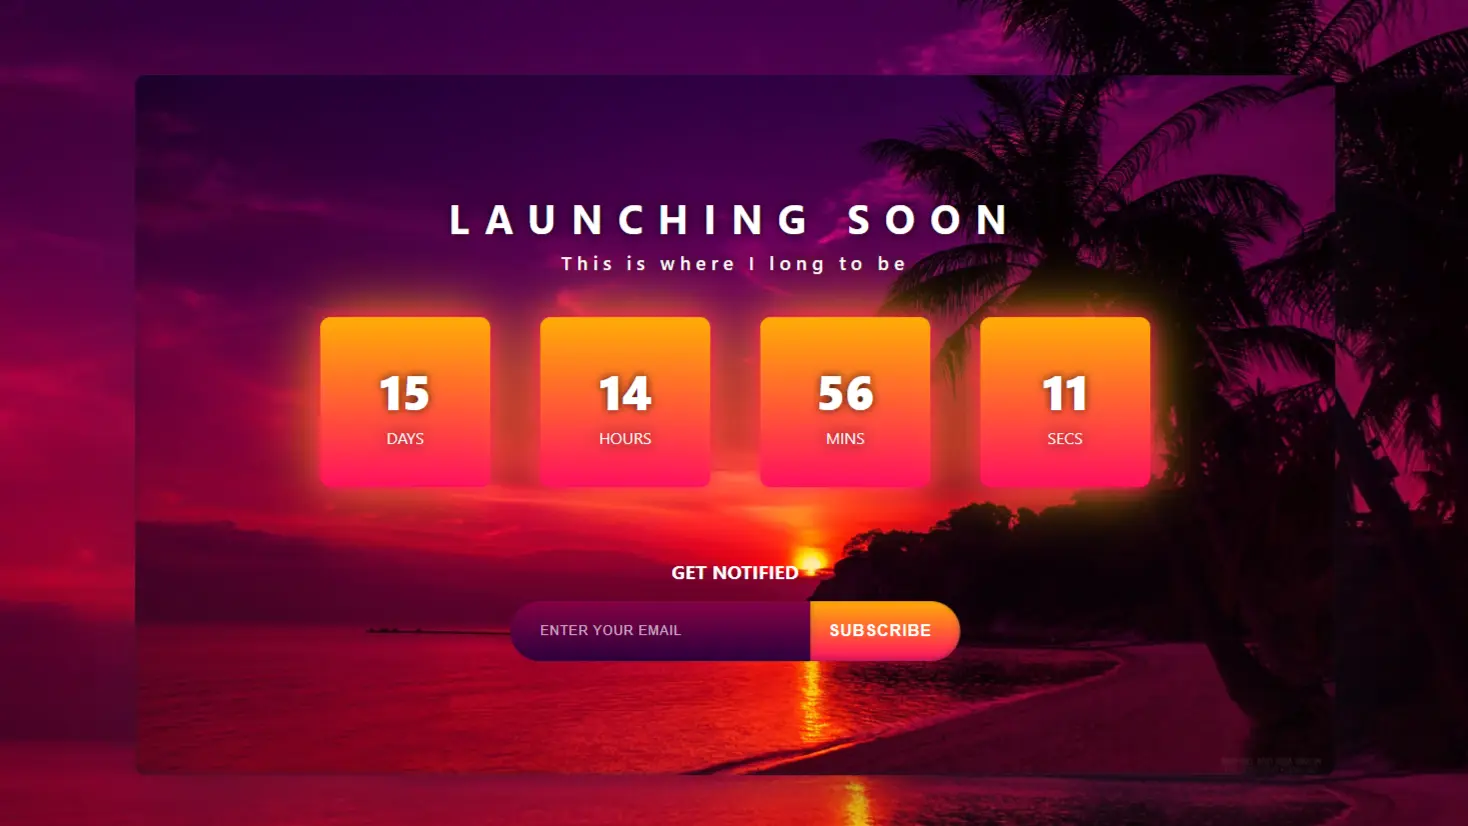 LAUNCHING SOON
This is where I long to be
15
DAYS
14
HOURS
56
MINS
11
SECS
GET NOTIFIED
ENTER YOUR EMAIL
SUBSCRIBE